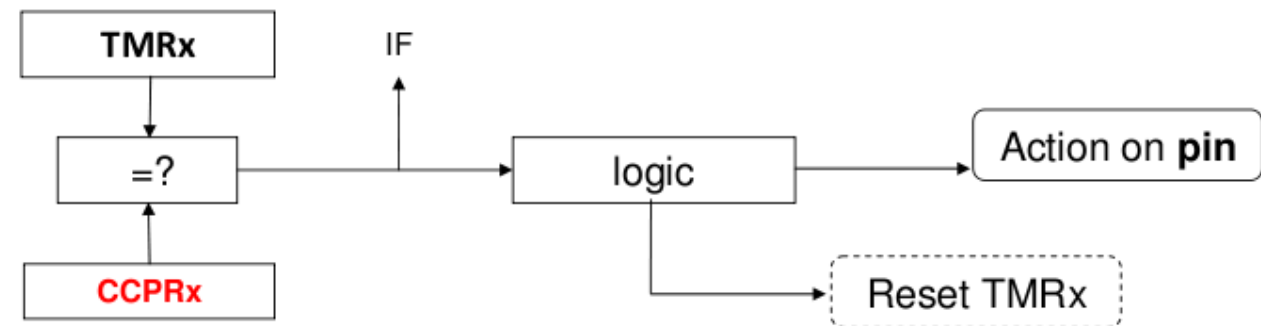 TMRx
IF
=?
logic
Action on pin
CCPRx
Reset TMRx